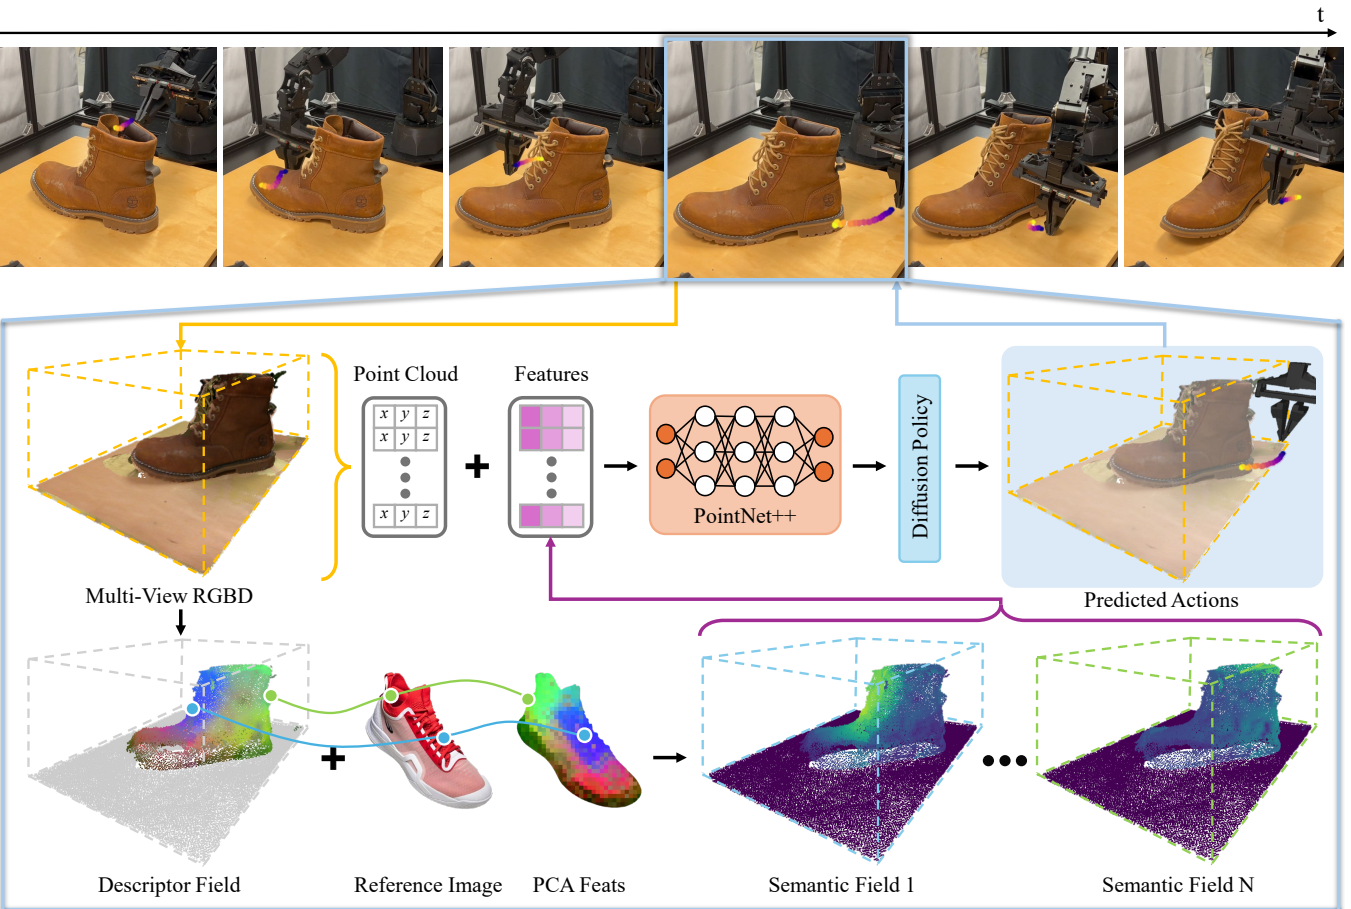 t
Point Cloud
Features
x y z
x y z
x y z
PointNet++
Diffusion Policy
Multi-View RGBD
Predicted Actions
Descriptor Field
Reference Image
PCA Feats
Semantic Field 1
Semantic Field N